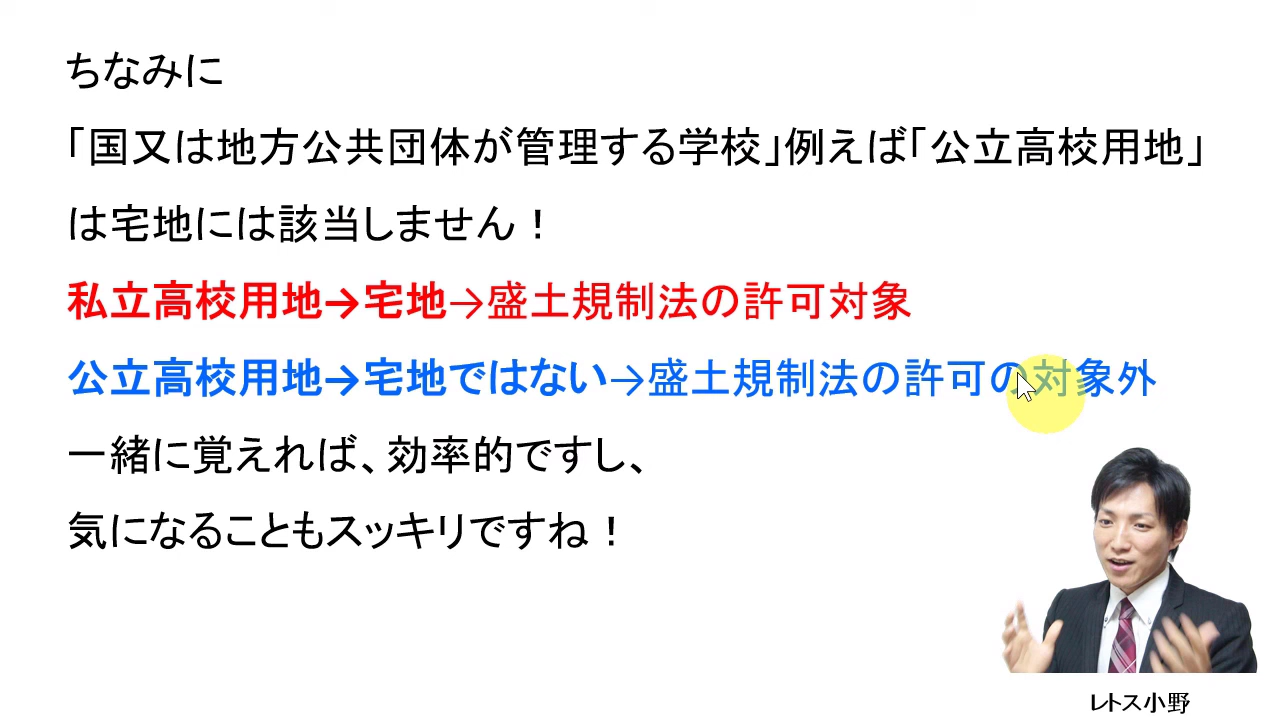 ちなみに
「国又は地方公共団体が管理する学校」例えば「公立高校用地」
は宅地には該当しません！
私立高校用地→宅地→盛土規制法の許可対象
公立高校用地→宅地ではない→盛土規制法の許可の対象外
一緒に覚えれば、効率的ですし、
気になることもスッキリですね！
レトス小野